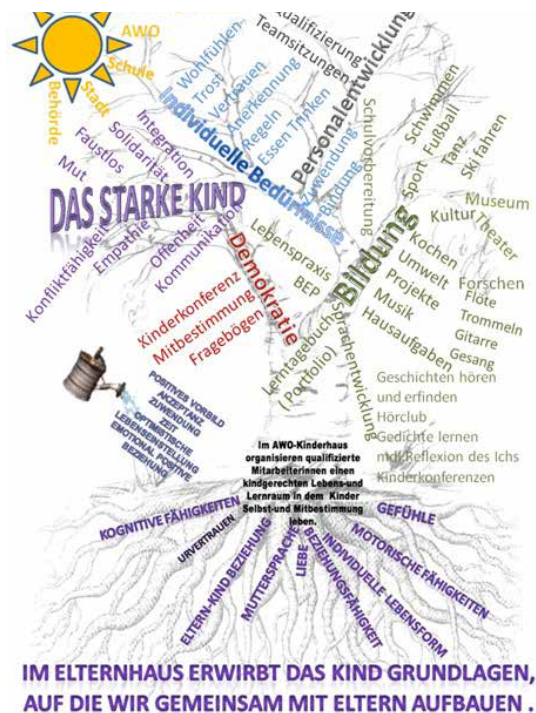 AWO
Schule
Stadt
Behörde
Qualifizierung
Teamsitzungen
Personalentwicklung
Wohlfühlen
Trost
Vertrauen
Anerkennung
Regeln
Essen Trinken
Zuwendung
Bildung
Individuelle Bedürfnisse
Integration
Solidarität
Faustlos
Mut
DAS STARKE KIND
Konfliktfähigkeit
Empathie
Offenheit
Kommunikation
Demokratie
Kinderkonferenz
Mitbestimmung
Fragebögen
Lebenspraxis
BEP
Lerntagebuch
( Portfolio)
Bildung
Schulvorbereitung
Sport
Schwimmen
Fußball
Tanz
Ski fahren
Kultur
Museum
Theater
Kochen
Umwelt
Projekte
Musik
Hausaufgaben
Forschen
Flöte
Trommeln
Gitarre
Gesang
Sprachentwicklung
Geschichten hören
und erfinden
Hörclub
Gedichte lernen
mdl Reflexion des Ichs
Kinderkonferenzen
POSITIVES VORBILD
AKZEPTANZ
ZUWENDUNG
ZEIT
OPTIMISTISCHE
LEBENSEINSTELLUNG
EMOTIONAL POSITIVE
BEZIEHUNG
Im AWO-Kinderhaus
organisieren qualifizierte
Mitarbeiterinnen einen
kindgerechten Lebens-und
Lernraum in dem Kinder
Selbst-und Mitbestimmung
leben.
KOGNITIVE FÄHIGKEITEN
URVERTRAUEN
ELTERN-KIND BEZIEHUNG
MUTTERSPRACHE
LIEBE
BEZIEHUNGSFÄHIGKEIT
INDIVIDUELLE LEBENSFORM
MOTORISCHE FÄHIGKEITEN
GEFÜHLE
IM ELTERNHAUS ERWIRBT DAS KIND GRUNDLAGEN,
AUF DIE WIR GEMEINSAM MIT ELTERN AUFBAUEN .